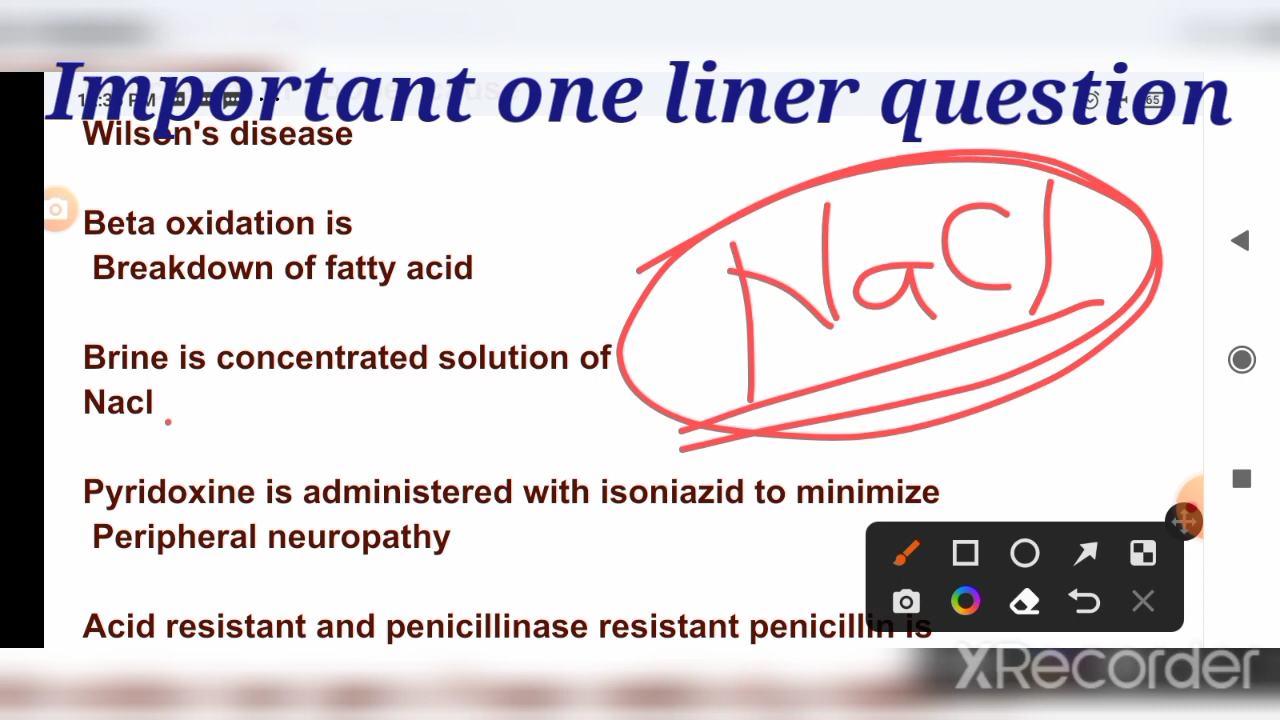 Important one liner question
Wilson's disease
Beta oxidation is
Breakdown of fatty acid
NaCl
Brine is concentrated solution of
Nacl
Pyridoxine is administered with isoniazid to minimize
Peripheral neuropathy
Acid resistant and penicillinase resistant penicillin is
XRecorder